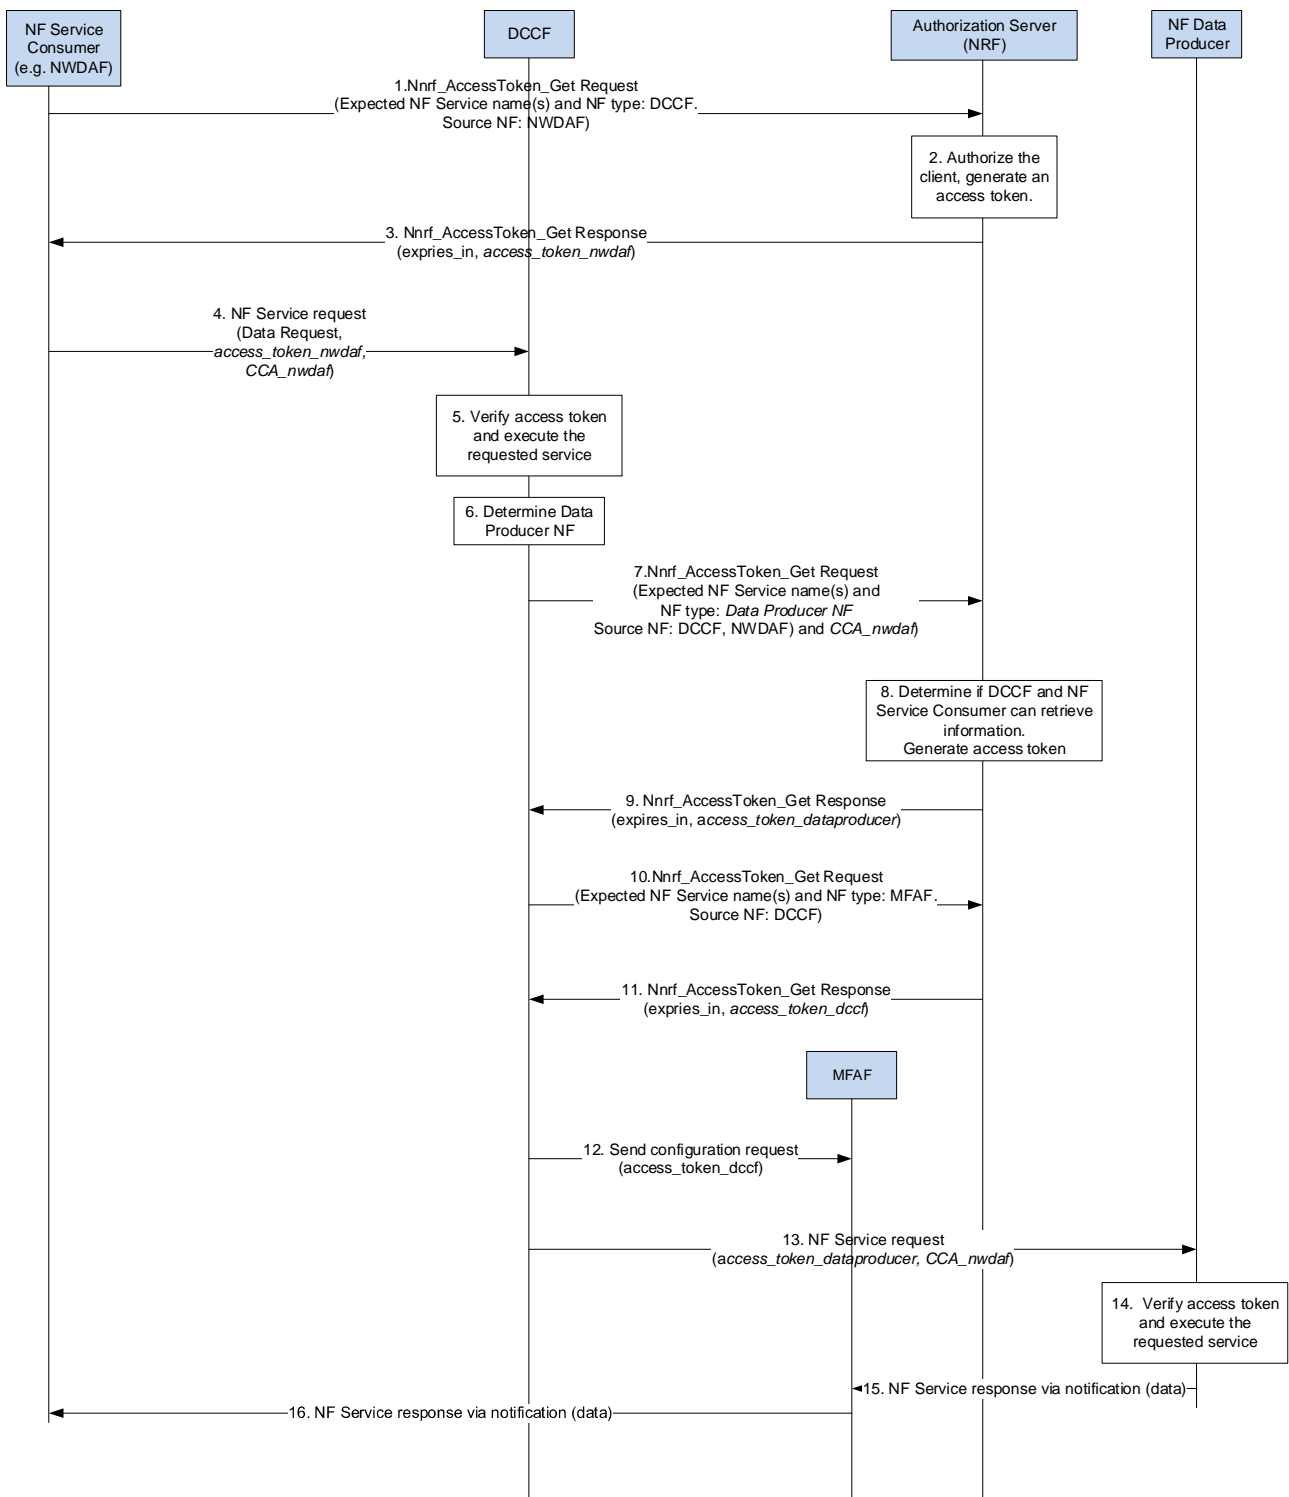 NF Service
Consumer
(e.g. NWDAF)
DCCF
Authorization Server
(NRF)
NF Data
Producer
1.Nnrf_AccessToken_Get Request
(Expected NF Service name(s) and NF type: DCCF.
Source NF: NWDAF)
2. Authorize the
client, generate an
access token.
3. Nnrf_AccessToken_Get Response
(expries_in, access_token_nwdaf)
4. NF Service request
(Data Request,
access_token_nwdaf,
CCA_nwdaf)
5. Verify access token
and execute the
requested service
6. Determine Data
Producer NF
7.Nnrf_AccessToken_Get Request
(Expected NF Service name(s) and
NF type: Data Producer NF
Source NF: DCCF, NWDAF) and CCA_nwdaf)
8. Determine if DCCF and NF
Service Consumer can retrieve
information.
Generate access token
9. Nnrf_AccessToken_Get Response
(expires_in, access_token_dataproducer)
10.Nnrf_AccessToken_Get Request
(Expected NF Service name(s) and NF type: MFAF.
Source NF: DCCF)
11. Nnrf_AccessToken_Get Response
(expries_in, access_token_dccf)
MFAF
12. Send configuration request
(access_token_dccf)
13. NF Service request
(access_token_dataproducer, CCA_nwdaf)
14. Verify access token
and execute the
requested service
15. NF Service response via notification (data)
16. NF Service response via notification (data)